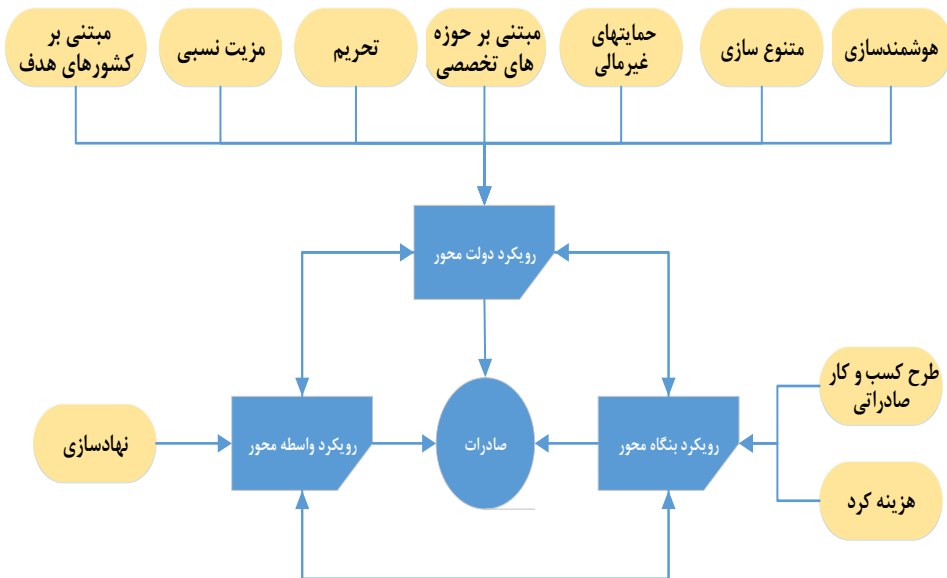 هوشمندسازی
متنوع سازی
حمایتهای
غیرمالی
مبتنی بر حوزه
های تخصصی
تحریم
مزیت نسبی
مبتنی بر
کشورهای هدف
رویکرد دولت محور
طرح کسب و کار
صادراتی
رویکرد بنگاه محور
صادرات
رویکرد واسطه محور
نهادسازی
هزینه کرد